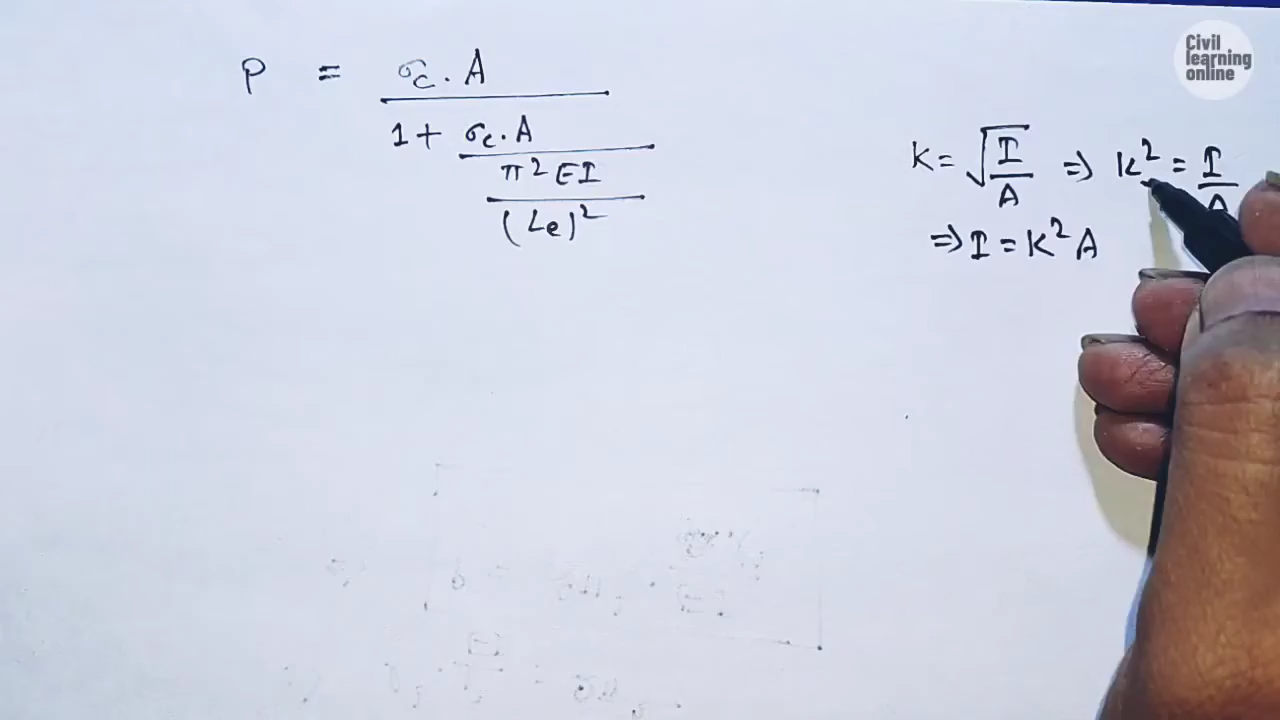 Civil
learning
online
P = σc . A
1 + σc . A
π² EI
(Le)²
K = √I/A ⇒ K² = I/A
⇒ I = K² A